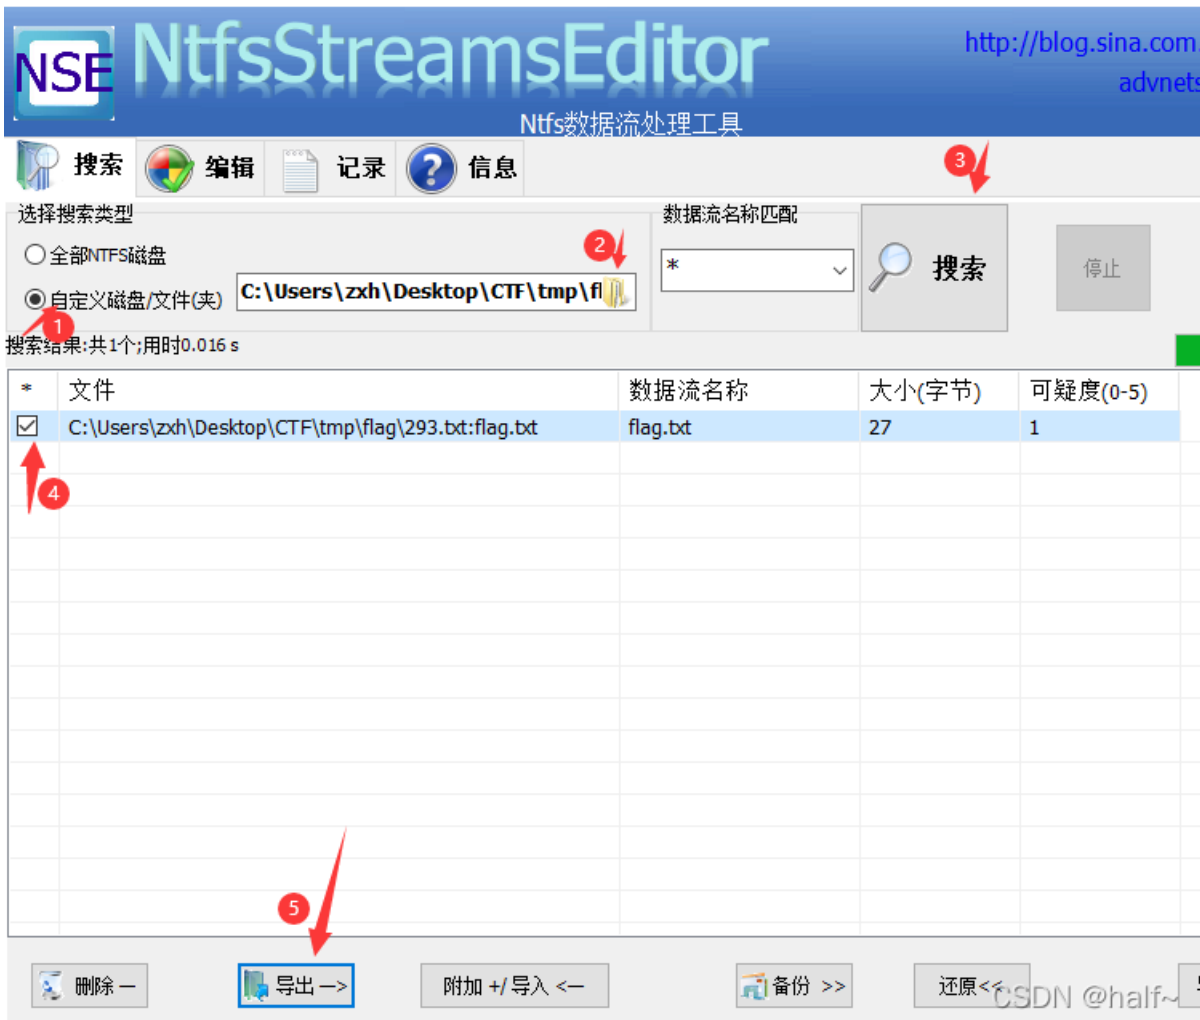 NSE
NtfsStreamsEditor
http://blog.sina.com.
advnets
Ntfs数据流处理工具
搜索 编辑 记录 信息
3
选择搜索类型
数据流名称匹配
全部NTFS磁盘
2
自定义磁盘/文件(夹)
C:\Users\zxh\Desktop\CTF\tmp\fl
*
搜索
停止
1
搜索结果:共1个;用时0.016 s
* 文件 数据流名称 大小(字节) 可疑度(0-5)
C:\Users\zxh\Desktop\CTF\tmp\flag\293.txt:flag.txt flag.txt 27 1
4
5
删除 — 导出 —> 附加 +/ 导入 <— 备份 >> 还原<<
CSDN @half~